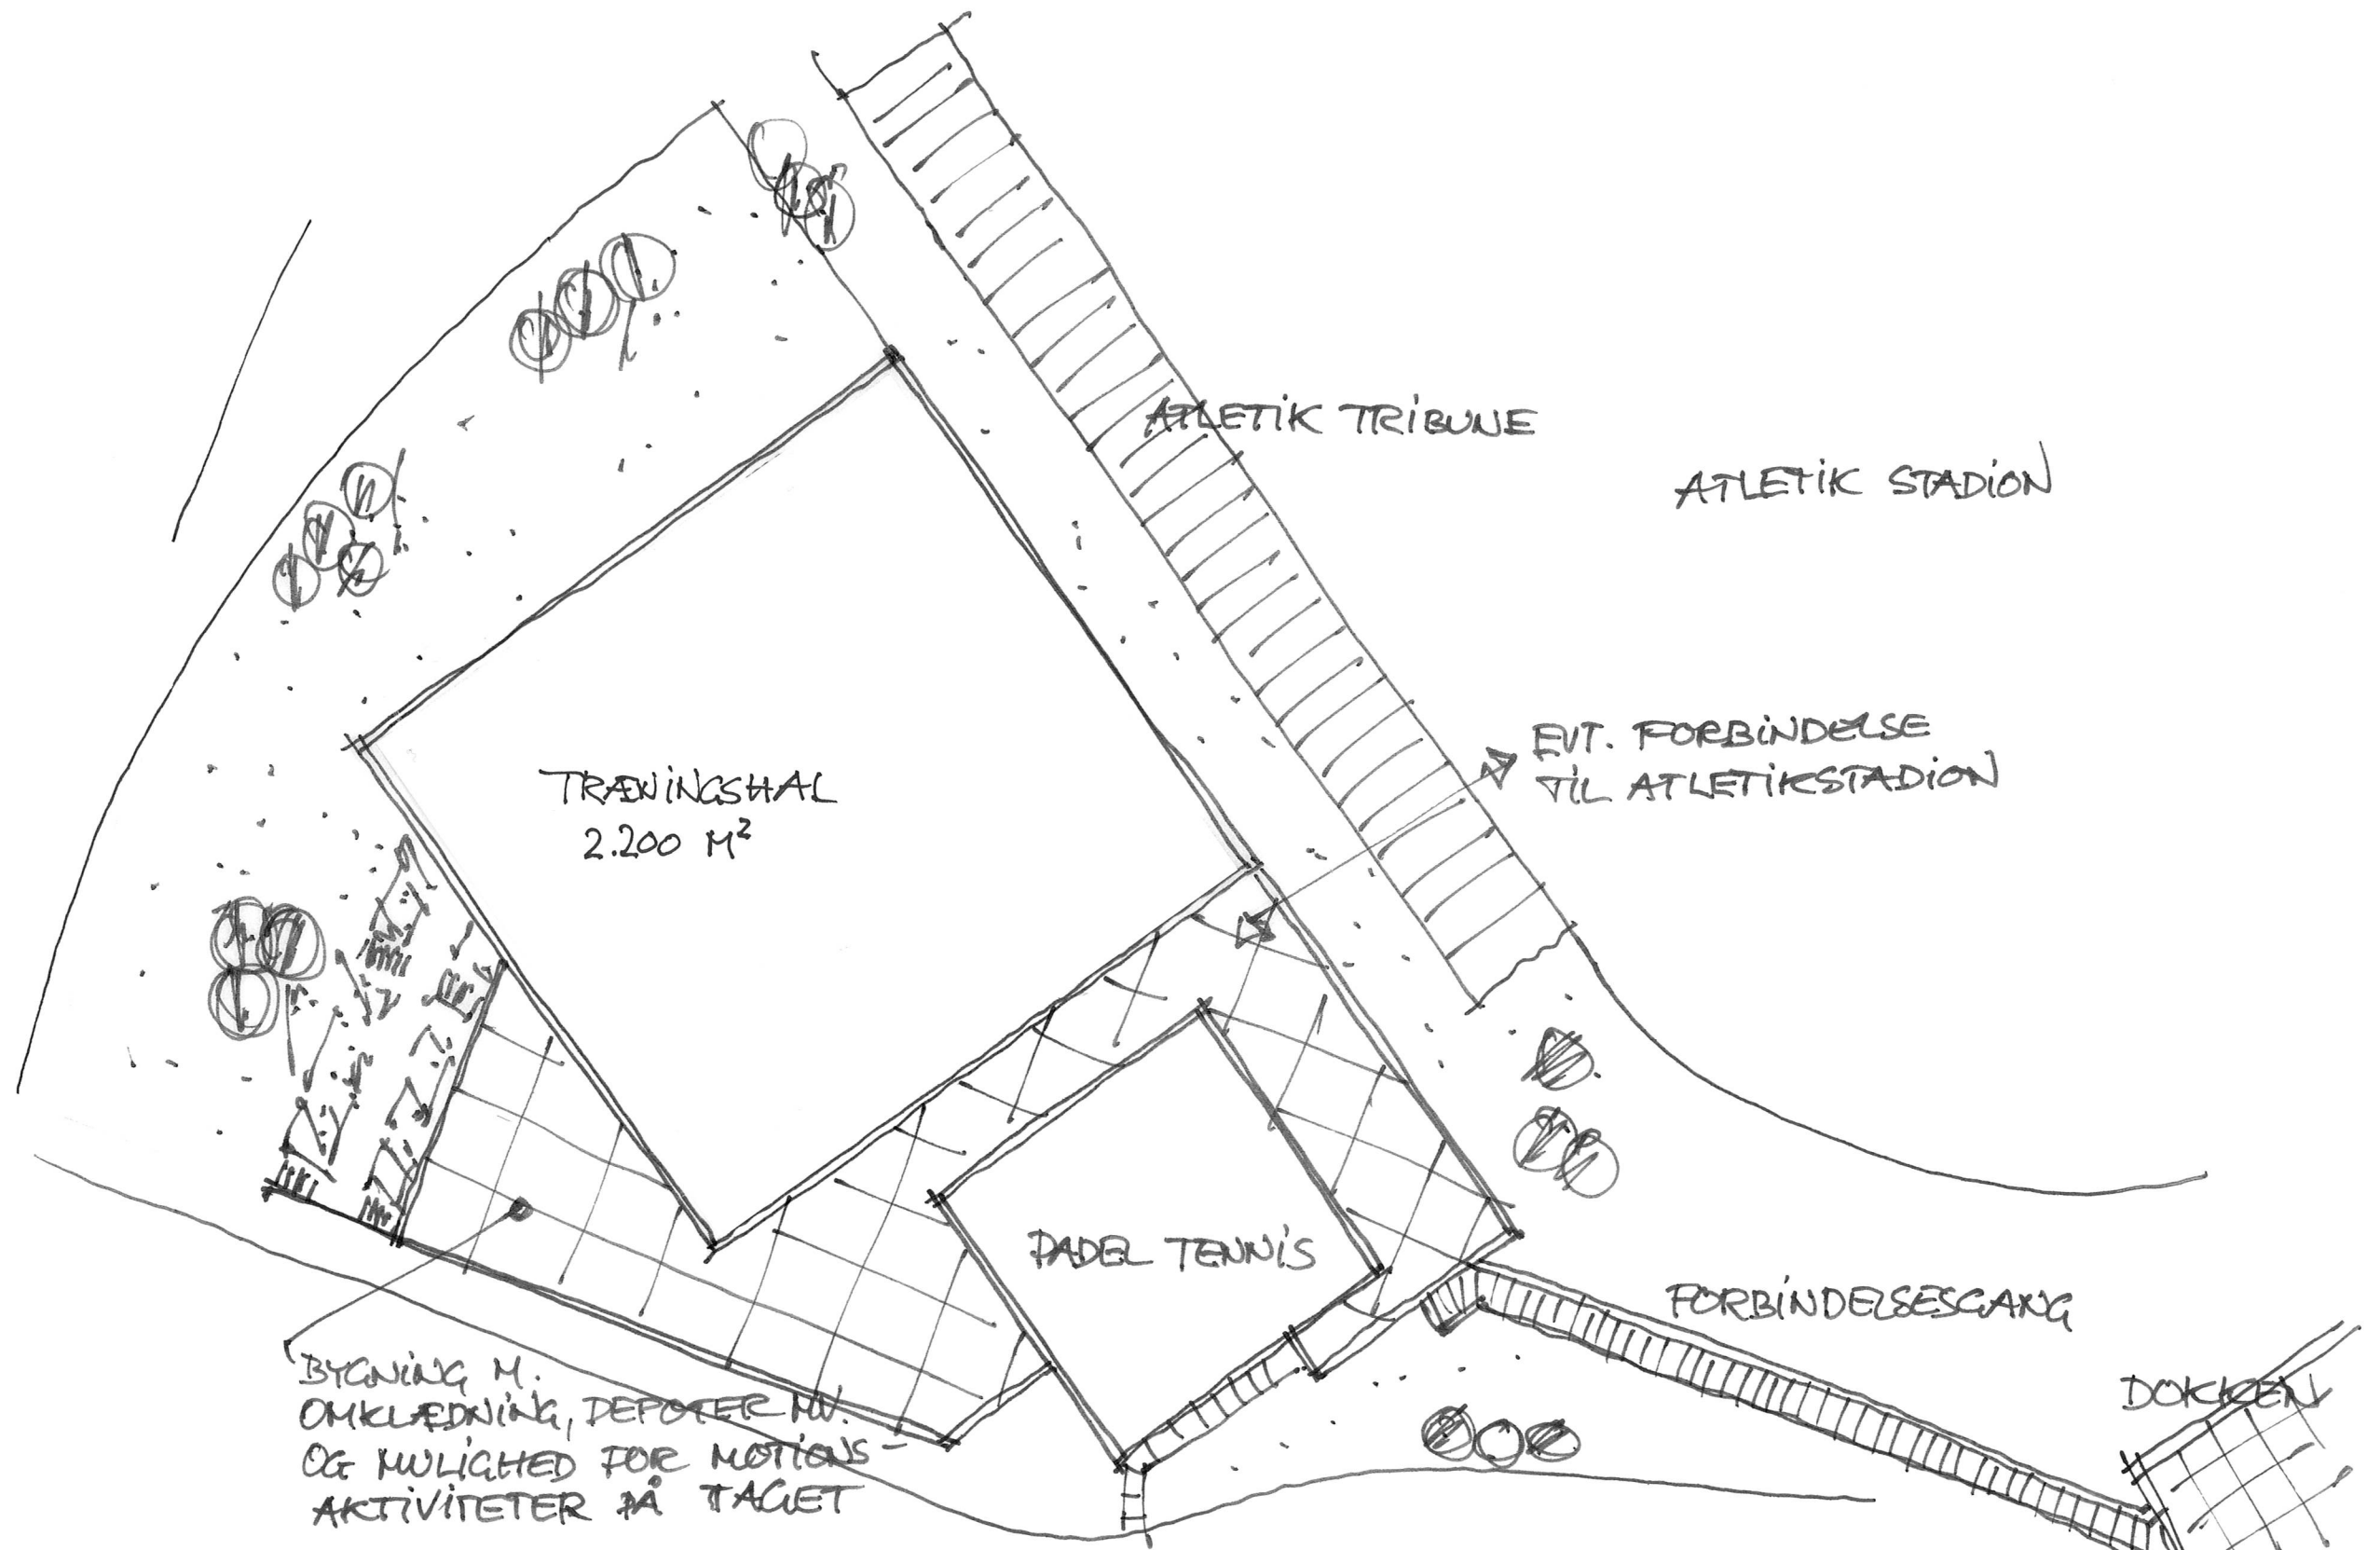 ATLETIK TRIBUNE
ATLETIK STADION
EVT. FORBINDELSE
TIL ATLETIKSTADION
TRÆNINGSHAL
2.200 M²
PADEL TENNIS
FORBINDELSESGANG
DOKKEN
BYGNING M.
OMKLÆDNING, DEPOTER MV.
OG MULIGHED FOR MOTIONS-
AKTIVITETER PÅ TAGET